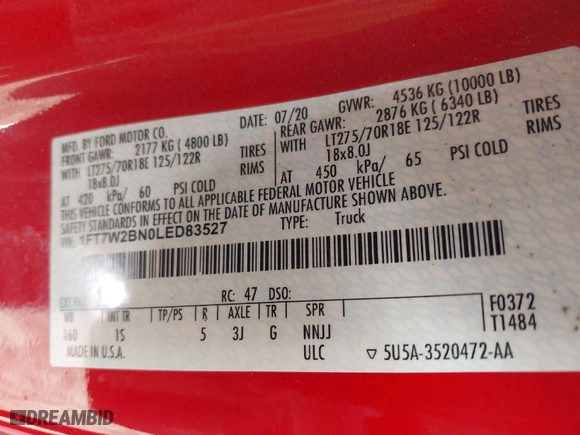 MFD. BY FORD MOTOR CO.
DATE: 07/20 GVWR: 4536 KG (10000 LB)
FRONT GAWR: 2177 KG ( 4800 LB)
REAR GAWR: 2876 KG ( 6340 LB)
WITH LT275/70R18E 125/122R TIRES
WITH LT275/70R18E 125/122R TIRES
18x8.0J RIMS
18x8.0J RIMS
AT 420 kPa/ 60 PSI COLD
AT 450 kPa/ 65 PSI COLD
THIS VEHICLE CONFORMS TO ALL APPLICABLE FEDERAL MOTOR VEHICLE
SAFETY STANDARDS IN EFFECT ON THE DATE OF MANUFACTURE SHOWN ABOVE.
VIN: 1FT7W2BN0LED83527
TYPE: Truck
EXT
RC: 47 DSO:
WB INT TR TP/PS R AXLE TR SPR
160 1S 5 3J G NNJJ
F0372
T1484
MADE IN U.S.A. ULC ▽ 5U5A-3520472-AA
DREAMBID